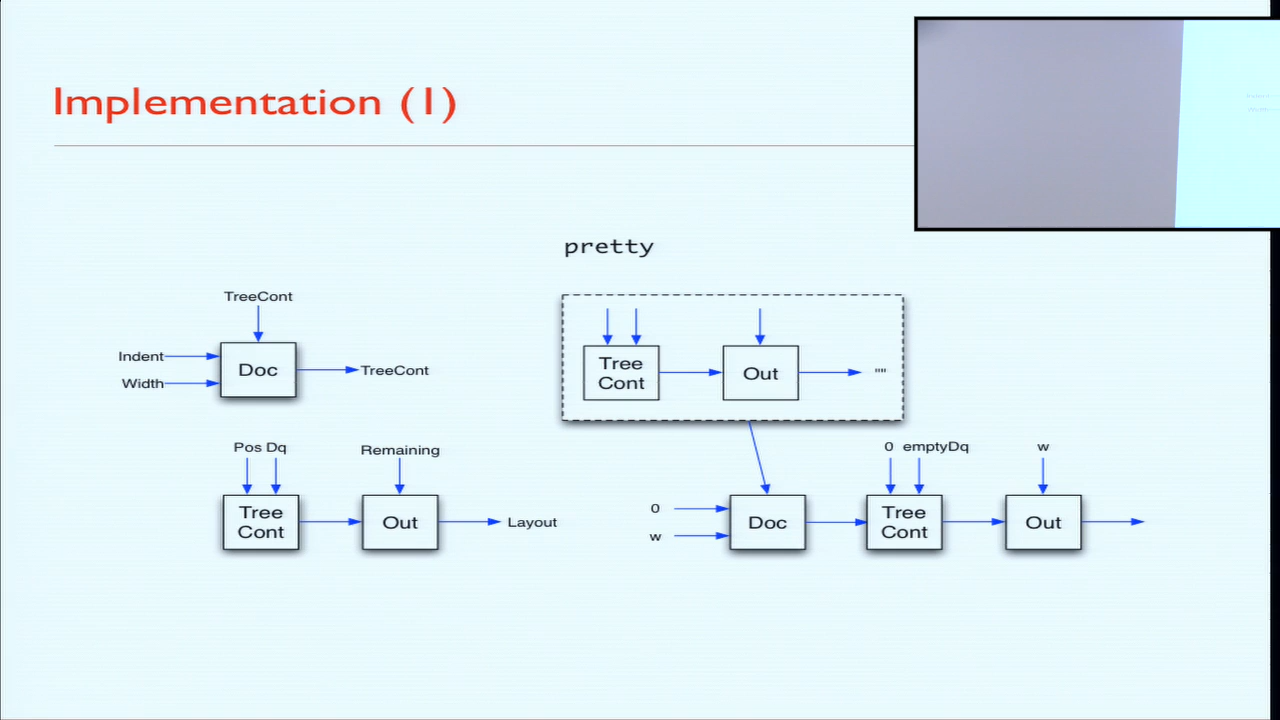 Implementation (1)
pretty
TreeCont
Indent
Width
Doc
TreeCont
Tree
Cont
Out
""
Pos Dq
Remaining
Tree
Cont
Out
Layout
0
w
Doc
0 emptyDq
Tree
Cont
w
Out